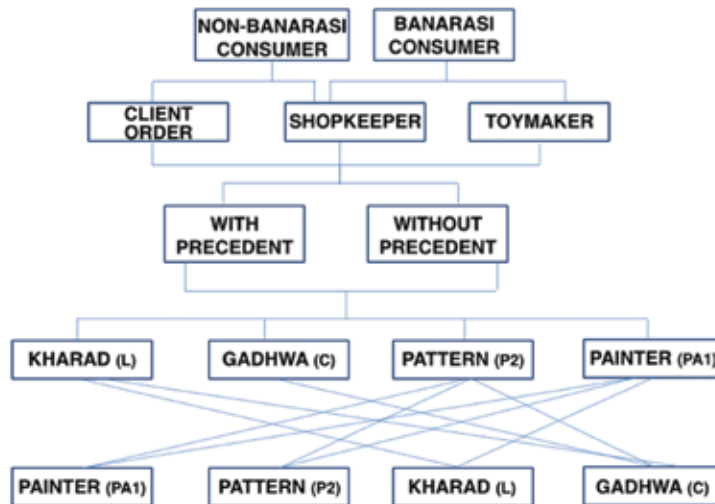 NON-BANARASI
CONSUMER
BANARASI
CONSUMER
CLIENT
ORDER
SHOPKEEPER
TOYMAKER
WITH
PRECEDENT
WITHOUT
PRECEDENT
KHARAD (L)
GADHWA (C)
PATTERN (P2)
PAINTER (PA1)
PAINTER (PA1)
PATTERN (P2)
KHARAD (L)
GADHWA (C)